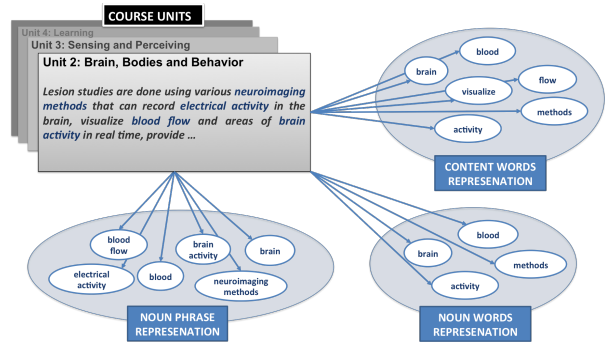 COURSE UNITS
Unit 4: Learning
Unit 3: Sensing and Perceiving
Unit 2: Brain, Bodies and Behavior
Lesion studies are done using various neuroimaging
methods that can record electrical activity in the
brain, visualize blood flow and areas of brain
activity in real time, provide ...
blood
brain
flow
visualize
methods
activity
CONTENT WORDS
REPRESENATION
blood
flow
brain
activity
brain
electrical
activity
blood
neuroimaging
methods
NOUN PHRASE
REPRESENATION
blood
brain
methods
activity
NOUN WORDS
REPRESENATION